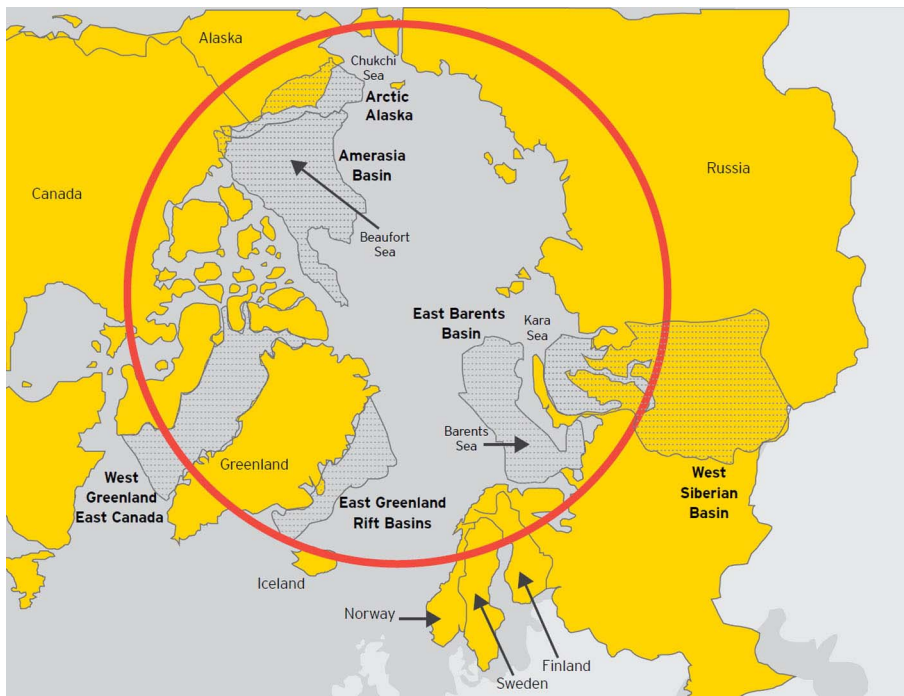 Alaska
Chukchi
Sea
Arctic
Alaska
Amerasia
Basin
Russia
Canada
Beaufort
Sea
East Barents
Basin
Kara
Sea
Barents
Sea
Greenland
West
Greenland
East Canada
West
Siberian
Basin
East Greenland
Rift Basins
Iceland
Norway
Finland
Sweden